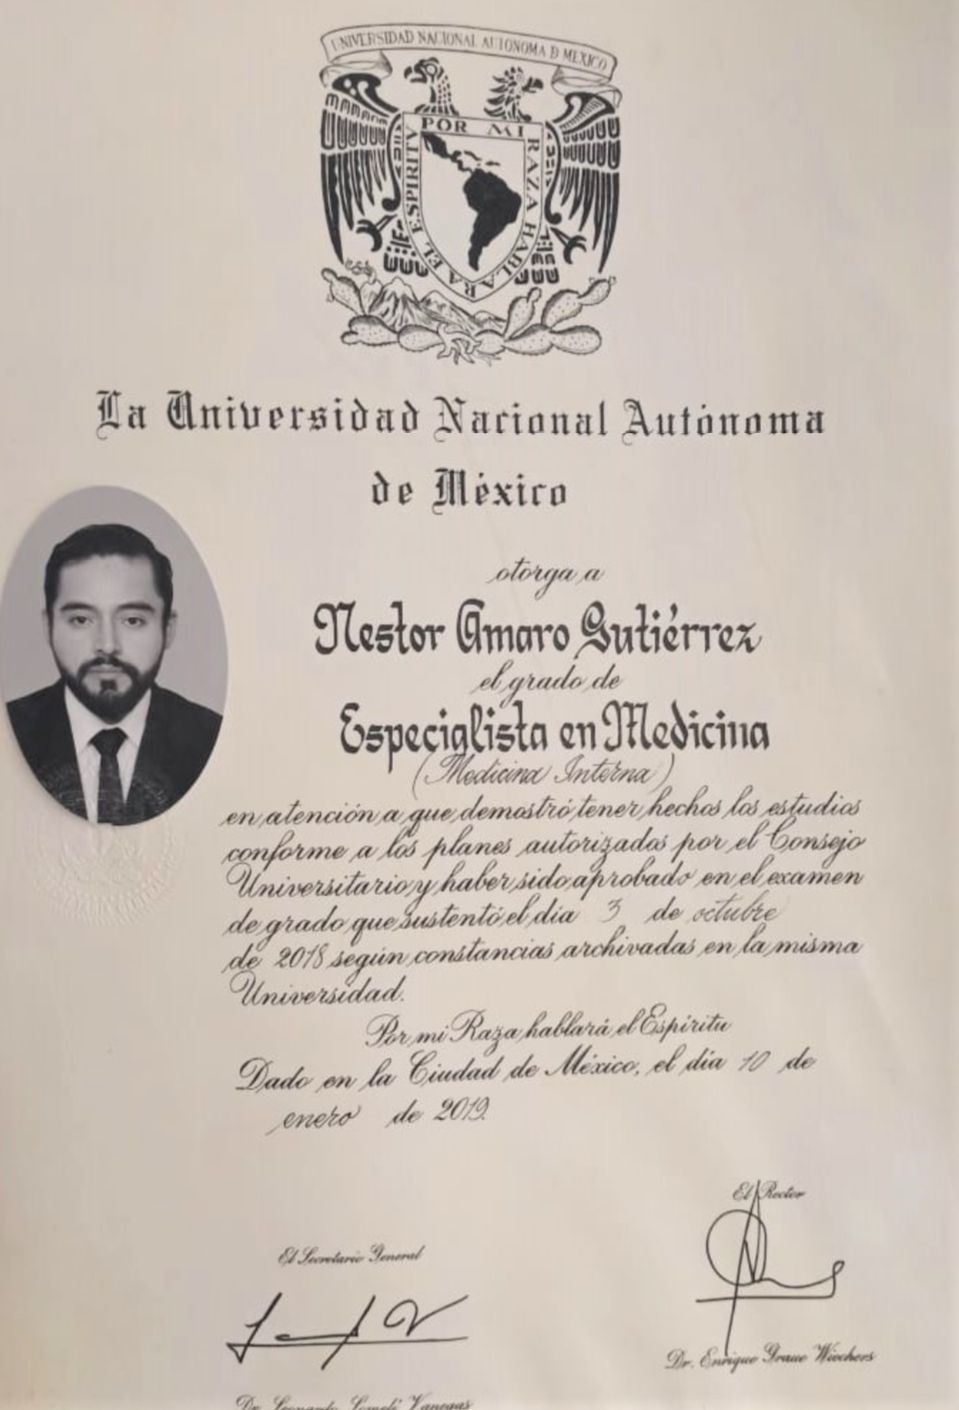 UNIVERSIDAD NACIONAL AUTONOMA D MEXICO
POR MI RAZA HABLARA EL ESPIRITV
La Universidad Nacional Autónoma
de México
otorga a
Nestor Amaro Gutiérrez
el grado de
Especialista en Medicina
(Medicina Interna)
en atención a que demostró tener hechos los estudios
conforme a los planes autorizados por el Consejo
Universitario y haber sido aprobado en el examen
de grado que sustentó el día 3 de octubre
de 2018 según constancias archivadas en la misma
Universidad.
Por mi Raza hablará el Espíritu
Dado en la Ciudad de México, el día 10 de
enero de 2019.
El Rector
El Secretario General
Dr. Enrique Graue Wiechers
Dr. Leonardo Lomelí Vanegas